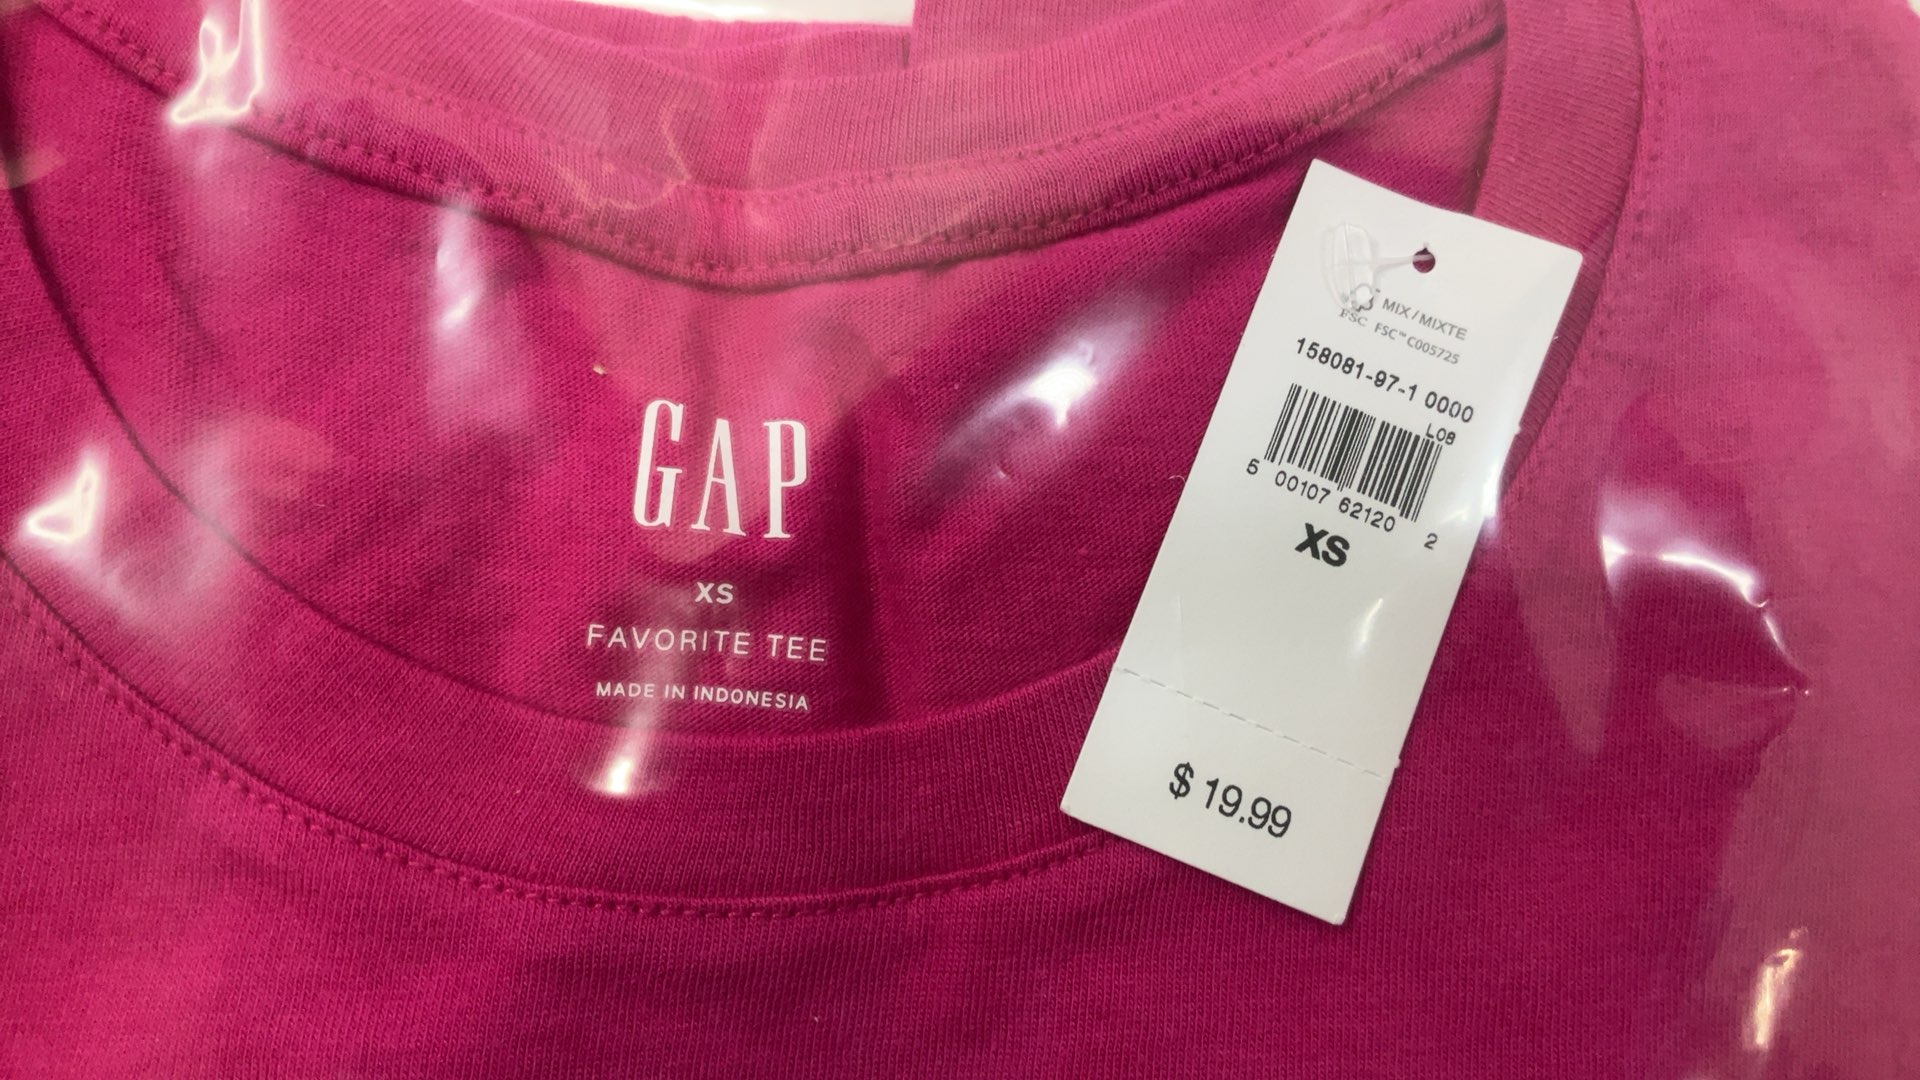 GAP
XS
FAVORITE TEE
MADE IN INDONESIA
MIX/MIXTE
FSC FSC™ C005725
158081-97-1 0000
L08
5 00107 62120 2
XS
$ 19.99